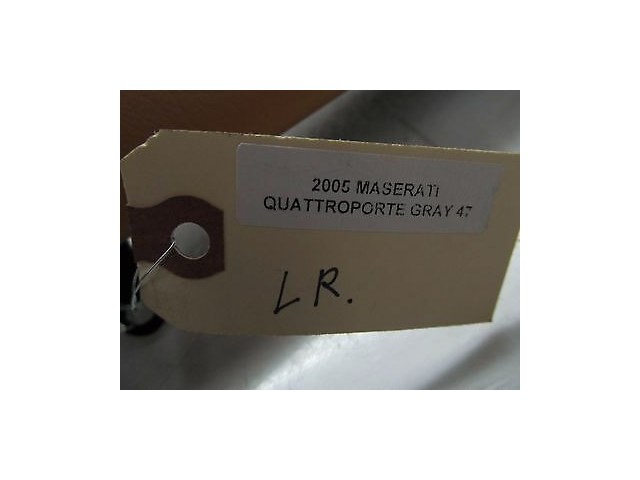 2005 MASERATI
QUATTROPORTE GRAY 47
LR.